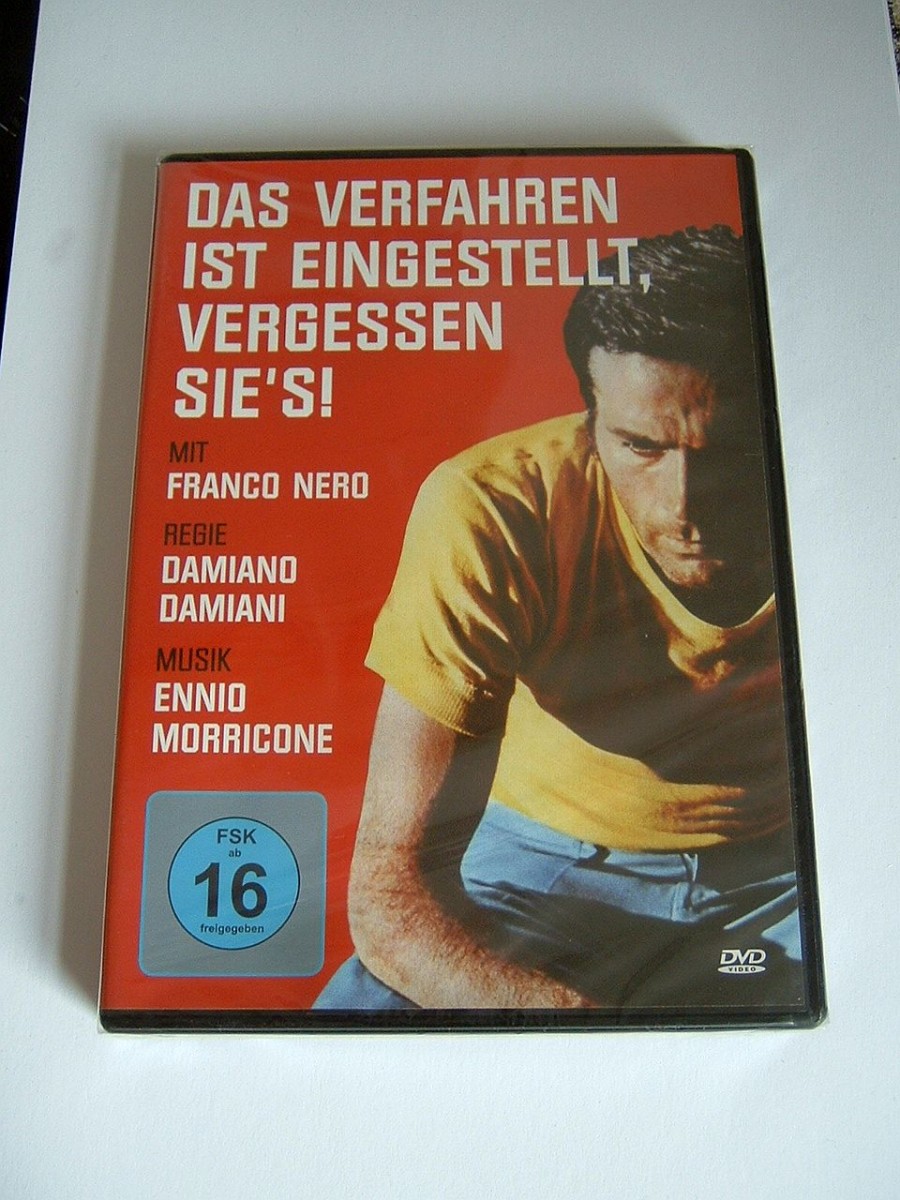 DAS VERFAHREN
IST EINGESTELLT,
VERGESSEN
SIE'S!
MIT
FRANCO NERO
REGIE
DAMIANO
DAMIANI
MUSIK
ENNIO
MORRICONE
FSK
ab
16
freigegeben
DVD
VIDEO